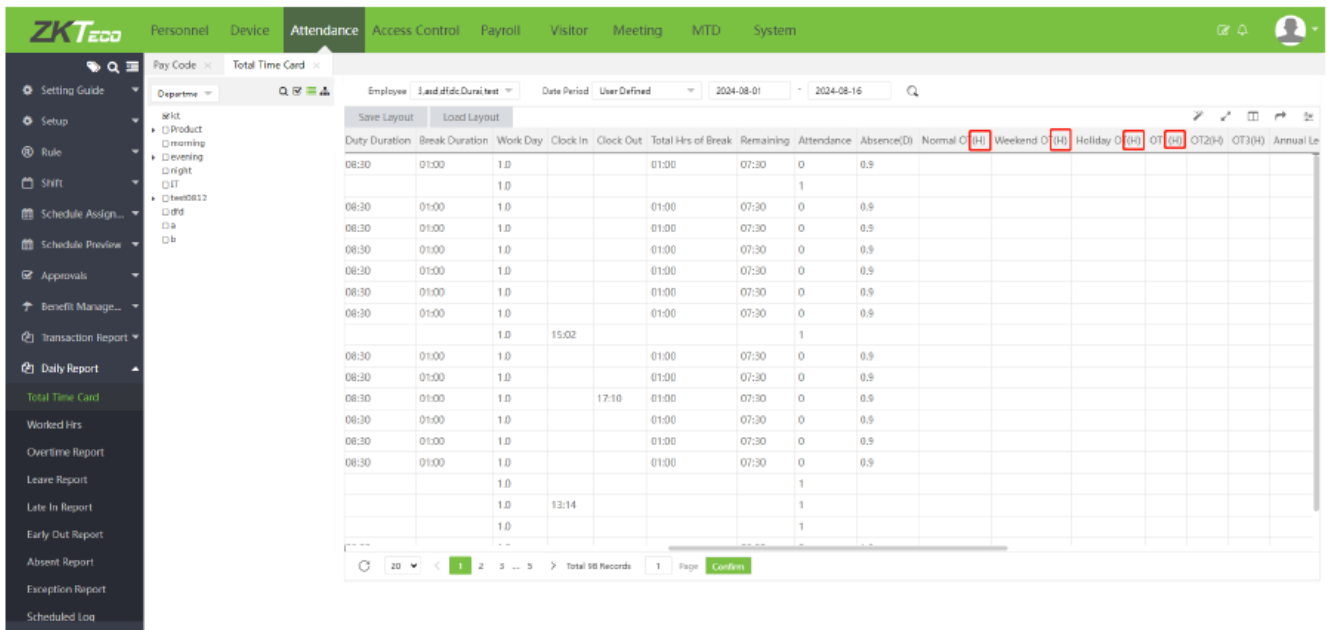 ZKTECO Personnel Device Attendance Access Control Payroll Visitor Meeting MTD System
Pay Code × Total Time Card ×
Setting Guide
Setup
Rule
Shift
Schedule Assign...
Schedule Preview
Approvals
Benefit Manage...
Transaction Report
Daily Report
Total Time Card
Worked Hrs
Overtime Report
Leave Report
Late In Report
Early Out Report
Absent Report
Exception Report
Scheduled Log
Departme
Product
morning
evening
night
IT
test0812
dfd
a
b
Employee 3,asd,dfdc,Durai,test Date Period User Defined 2024-08-01 - 2024-08-16
Save Layout Load Layout
Duty Duration Break Duration Work Day Clock In Clock Out Total Hrs of Break Remaining Attendance Absence(D) Normal OT(H) Weekend OT(H) Holiday OT(H) OT (H) OT2(H) OT3(H) Annual Le
08:30 01:00 1.0 01:00 07:30 0 0.9
1.0 1
08:30 01:00 1.0 01:00 07:30 0 0.9
08:30 01:00 1.0 01:00 07:30 0 0.9
08:30 01:00 1.0 01:00 07:30 0 0.9
08:30 01:00 1.0 01:00 07:30 0 0.9
08:30 01:00 1.0 01:00 07:30 0 0.9
08:30 01:00 1.0 01:00 07:30 0 0.9
1.0 15:02 1
08:30 01:00 1.0 01:00 07:30 0 0.9
08:30 01:00 1.0 01:00 07:30 0 0.9
08:30 01:00 1.0 17:10 01:00 07:30 0 0.9
08:30 01:00 1.0 01:00 07:30 0 0.9
08:30 01:00 1.0 01:00 07:30 0 0.9
08:30 01:00 1.0 01:00 07:30 0 0.9
1.0 1
1.0 13:14 1
1.0 1
20 < 1 2 3 ... 5 > Total 98 Records 1 Page Confirm